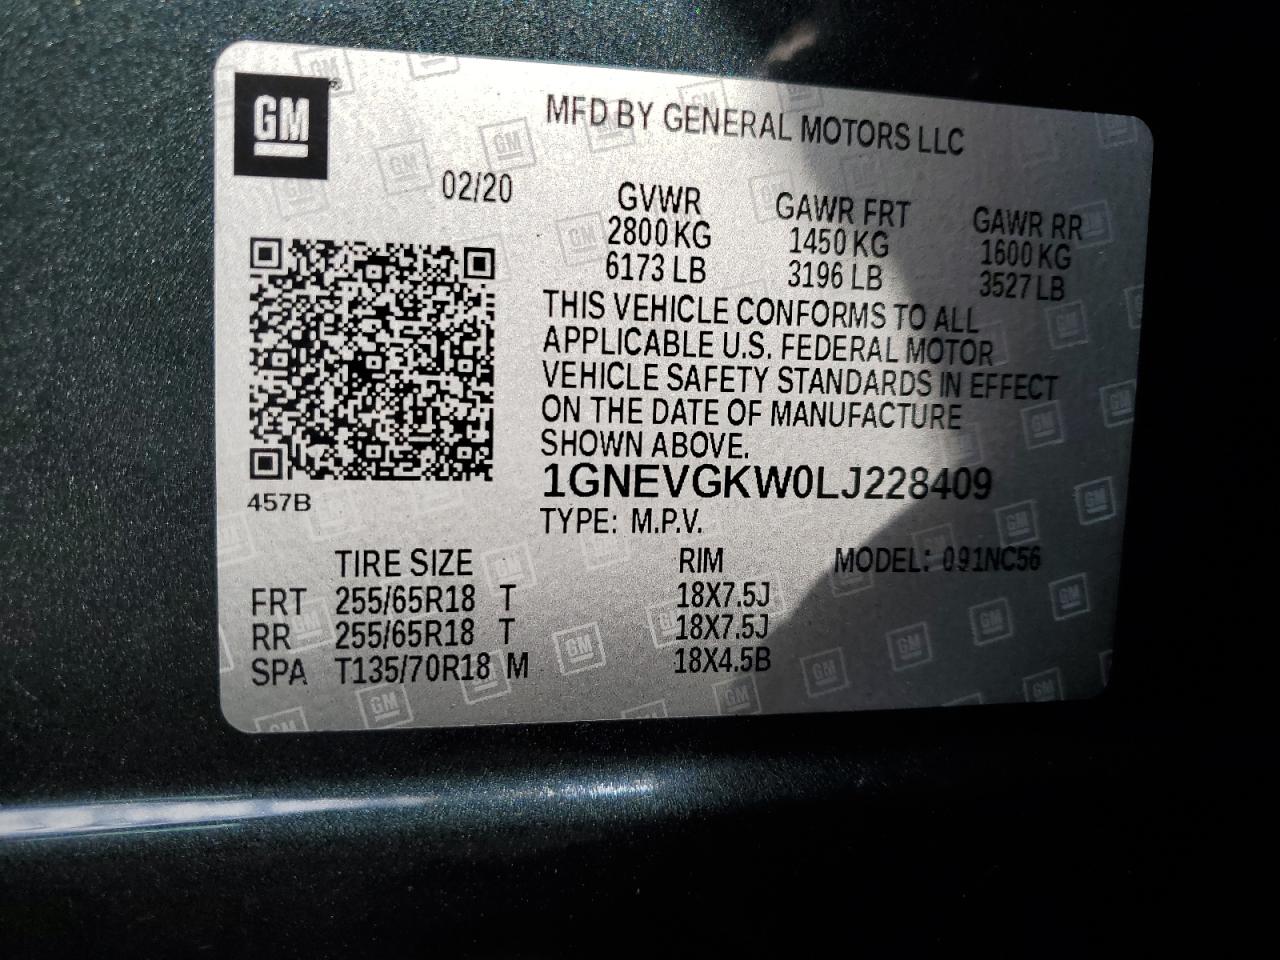 GM
MFD BY GENERAL MOTORS LLC
02/20
GVWR GAWR FRT GAWR RR
2800 KG 1450 KG 1600 KG
6173 LB 3196 LB 3527 LB
THIS VEHICLE CONFORMS TO ALL
APPLICABLE U.S. FEDERAL MOTOR
VEHICLE SAFETY STANDARDS IN EFFECT
ON THE DATE OF MANUFACTURE
SHOWN ABOVE.
1GNEVGKW0LJ228409
457B
TYPE: M.P.V.
TIRE SIZE RIM MODEL: 091NC56
FRT 255/65R18 T 18X7.5J
RR 255/65R18 T 18X7.5J
SPA T135/70R18 M 18X4.5B